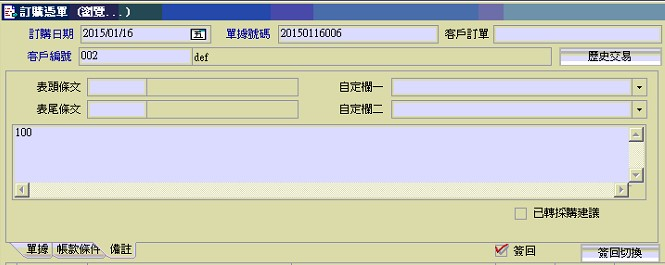 訂購憑單 (瀏覽...)
訂購日期 2015/01/16 五 單據號碼 20150116006 客戶訂單
客戶編號 002 def 歷史交易
表頭條文 自定欄一
表尾條文 自定欄二
100
已轉採購建議
單據 帳款條件 備註 簽回 簽回切換